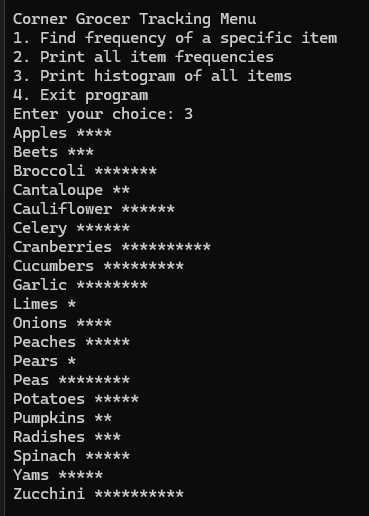 Corner Grocer Tracking Menu
1. Find frequency of a specific item
2. Print all item frequencies
3. Print histogram of all items
4. Exit program
Enter your choice: 3
Apples ****
Beets ***
Broccoli *******
Cantaloupe **
Cauliflower ******
Celery ******
Cranberries **********
Cucumbers *********
Garlic ********
Limes *
Onions ****
Peaches *****
Pears *
Peas ********
Potatoes *****
Pumpkins **
Radishes ***
Spinach *****
Yams *****
Zucchini **********